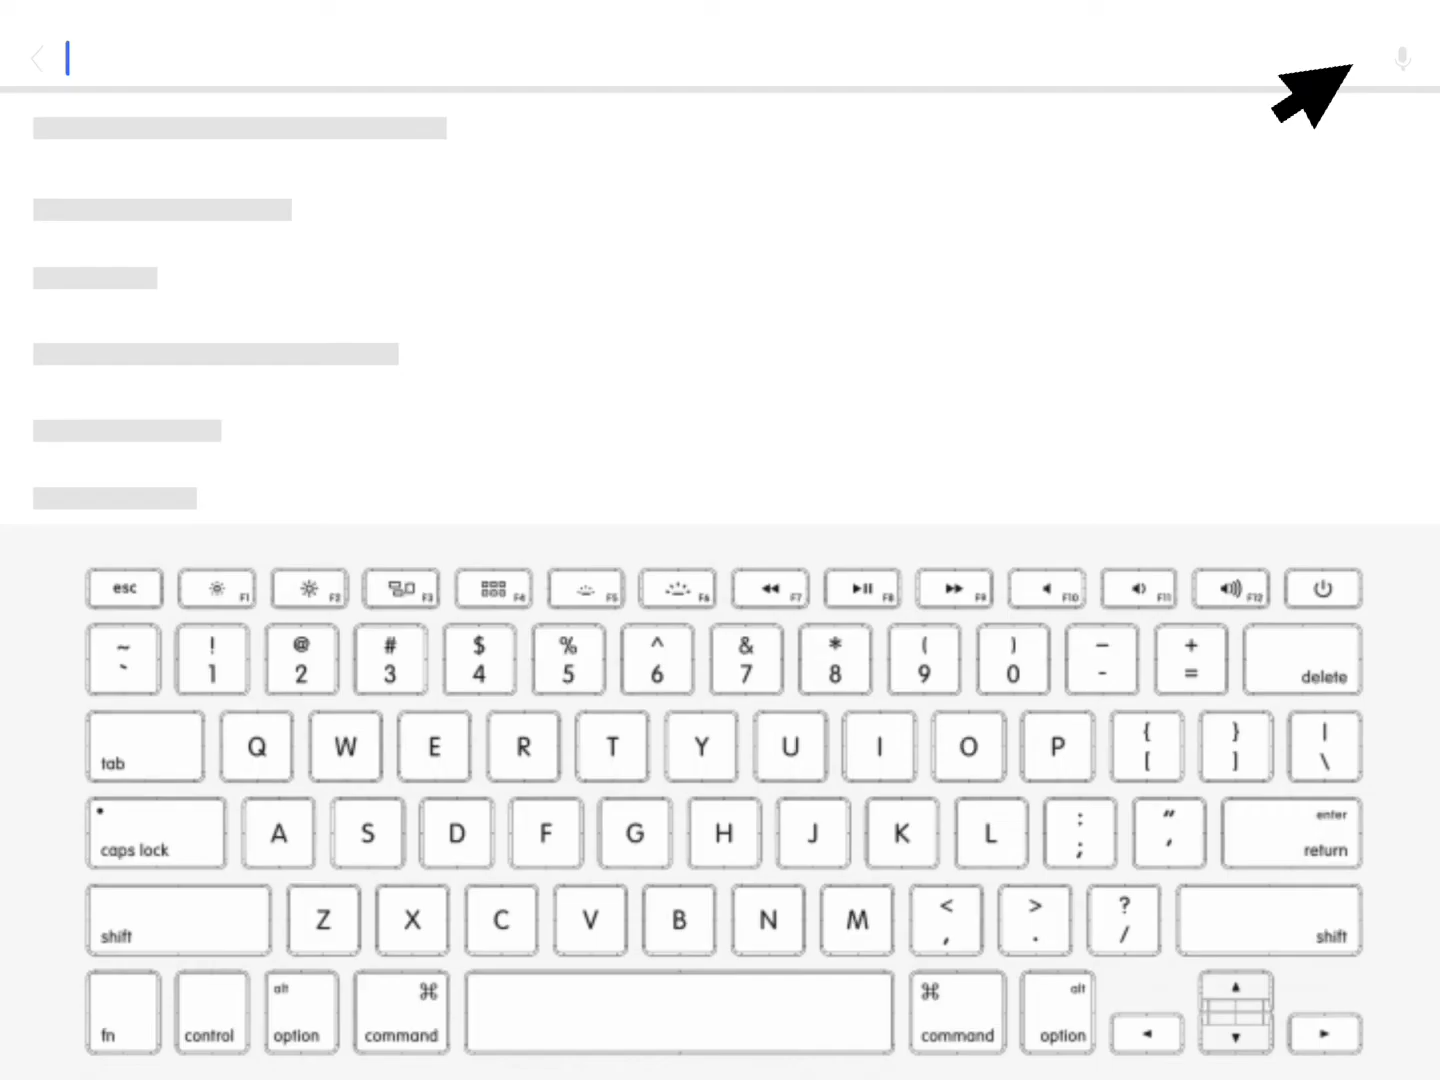 esc F1 F2 F3 F4 F5 F6 F7 F8 F9 F10 F11 F12
~ ! @ # $ % ^ & * ( ) – +
` 1 2 3 4 5 6 7 8 9 0 - = delete
tab Q W E R T Y U I O P { [ } ] | \
caps lock A S D F G H J K L : ; " ' enter return
shift Z X C V B N M < , > . ? / shift
fn control alt option ⌘ command ⌘ command alt option